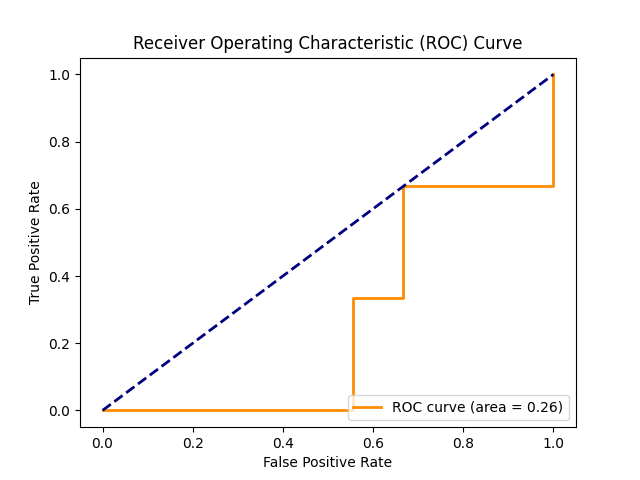 Receiver Operating Characteristic (ROC) Curve
1.0
0.8
0.6
0.4
0.2
0.0
True Positive Rate
ROC curve (area = 0.26)
0.0 0.2 0.4 0.6 0.8 1.0
False Positive Rate